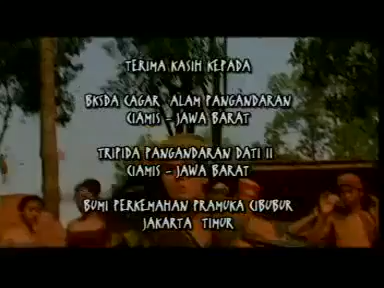 TERIMA KASIH KEPADA
BKSDA CAGAR ALAM PANGANDARAN
CIAMIS - JAWA BARAT
TRIPIDA PANGANDARAN DATI II
CIAMIS - JAWA BARAT
BUMI PERKEMAHAN PRAMUKA CIBUBUR
JAKARTA TIMUR